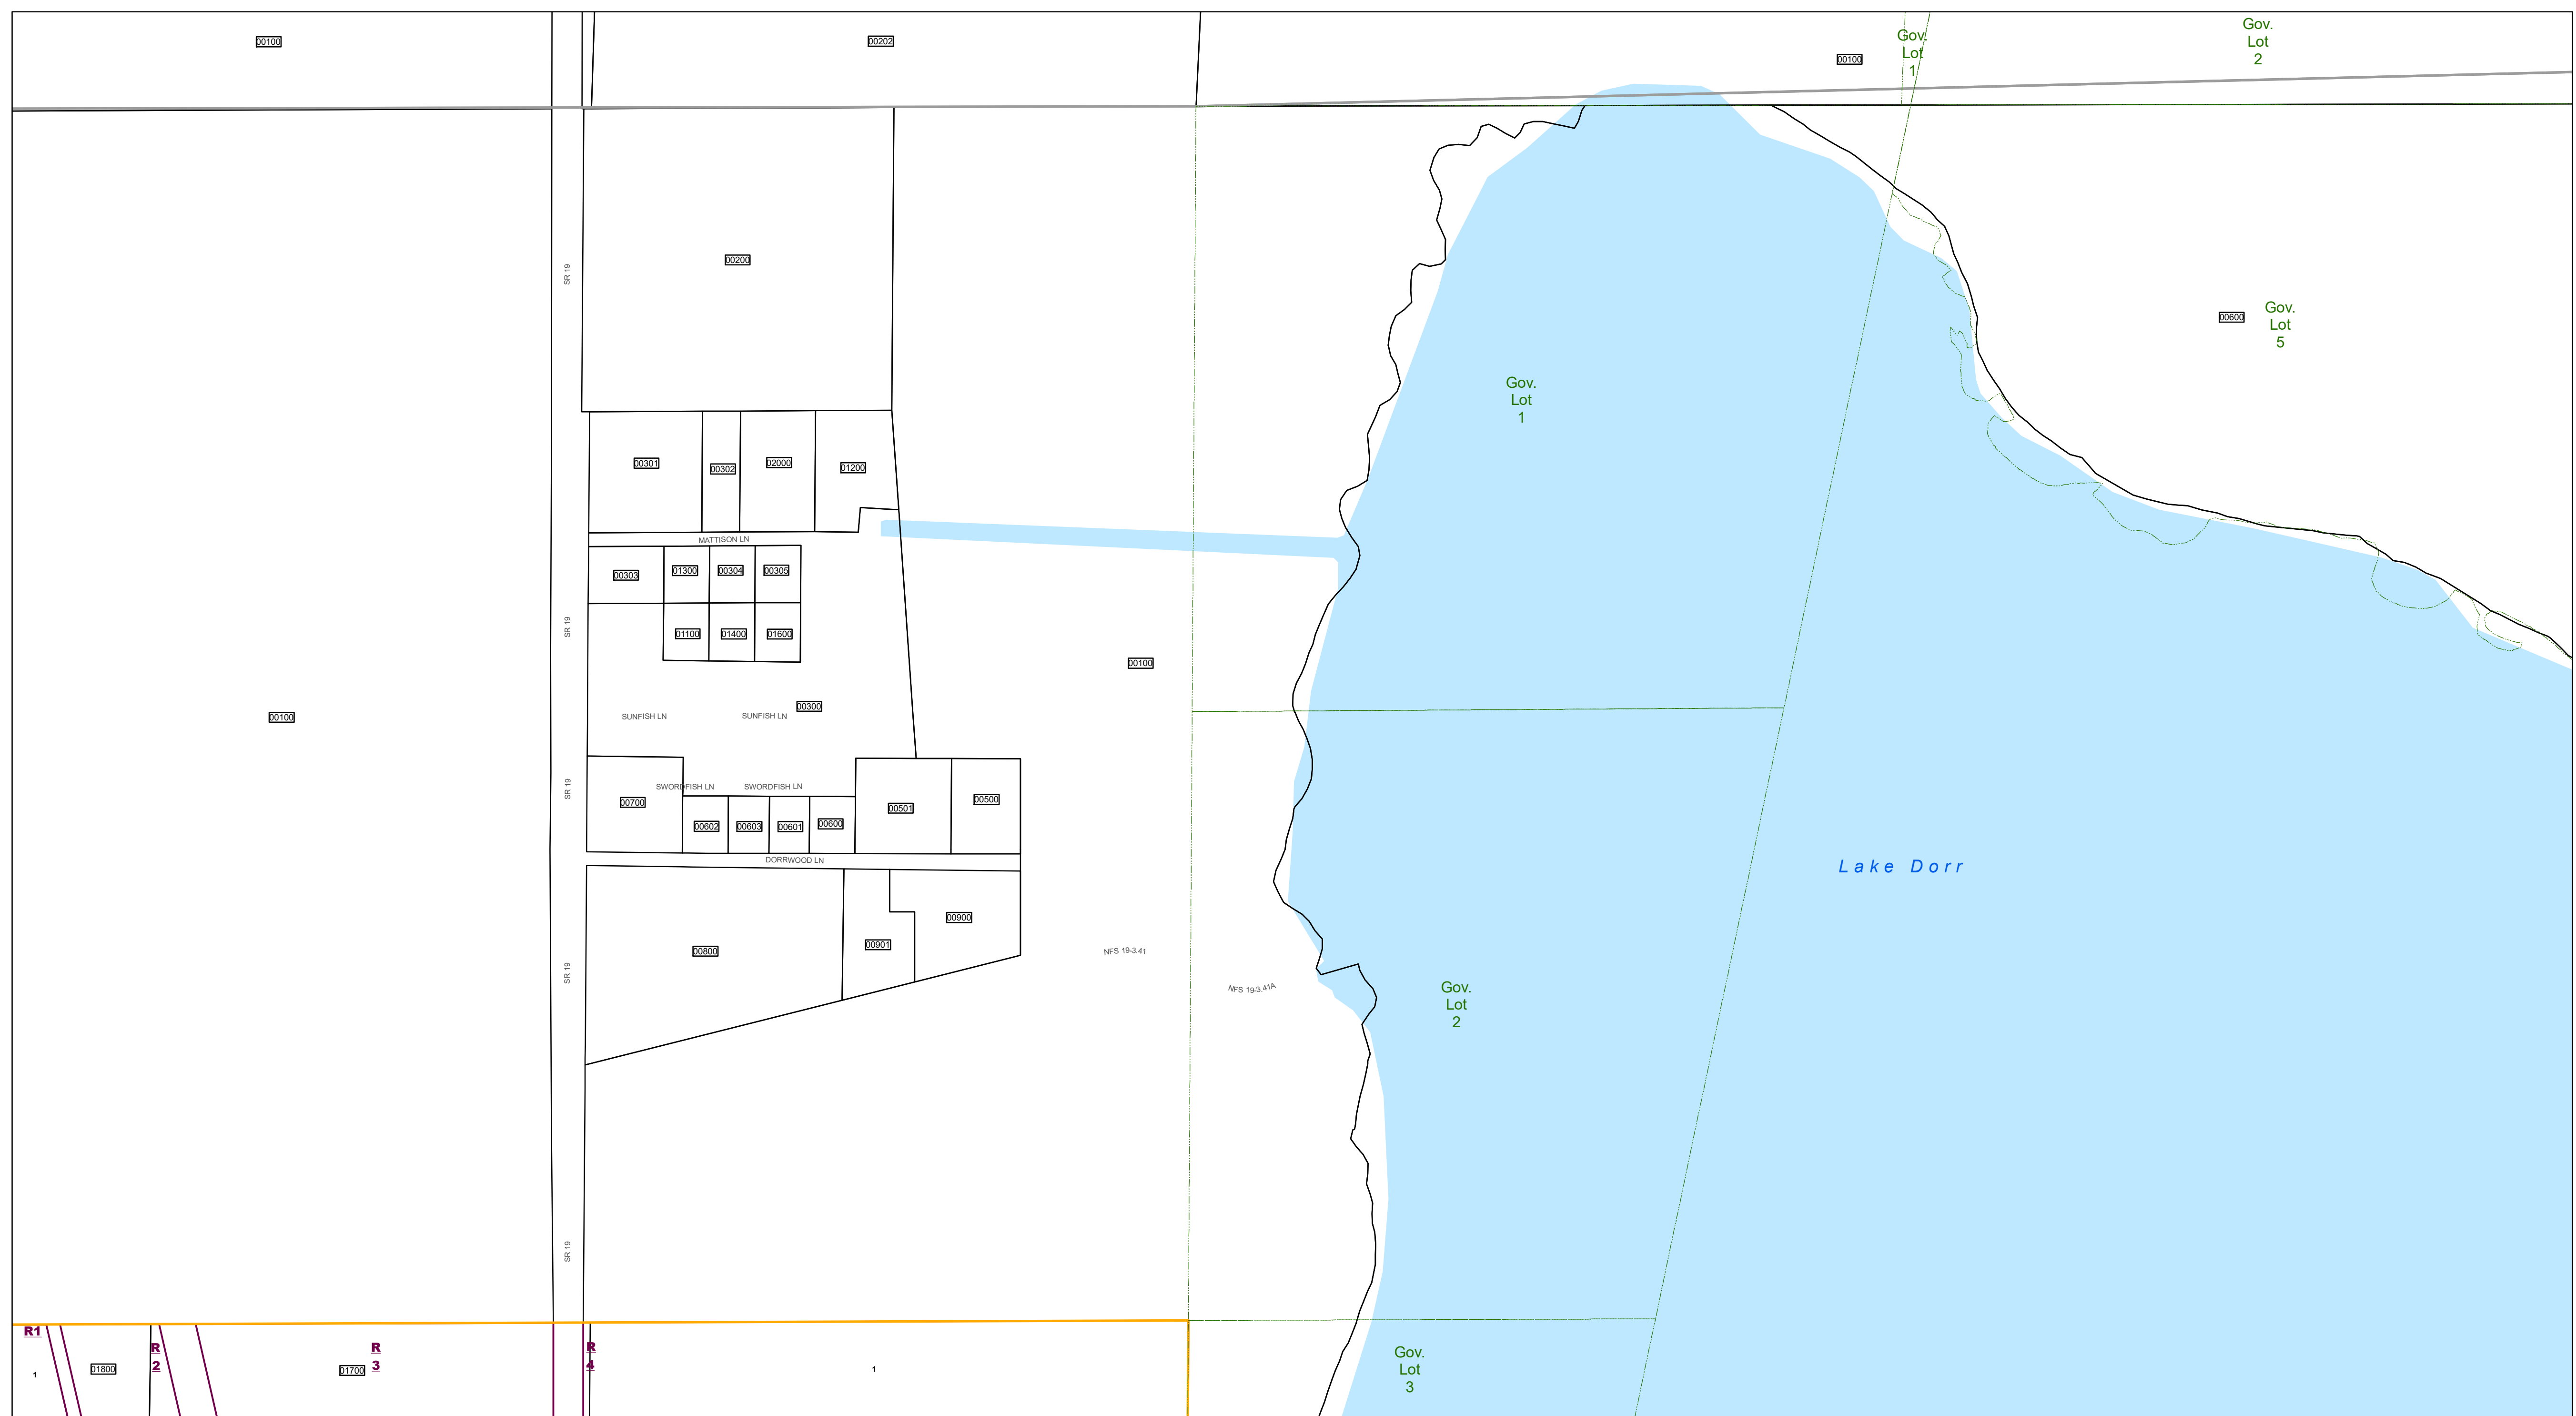 00100
00202
00100
Gov.
Lot
1
Gov.
Lot
2
SR 19
00200
00600
Gov.
Lot
5
Gov.
Lot
1
00301
00302
02000
01200
MATTISON LN
00303
01300
00304
00305
SR 19
01100
01400
01600
00100
00100
SUNFISH LN
SUNFISH LN
00300
SR 19
SWORDFISH LN
SWORDFISH LN
00700
00602
00603
00601
00600
00501
00500
DORRWOOD LN
Lake Dorr
00800
00901
00900
SR 19
NFS 19-3.41
NFS 19-3.41A
Gov.
Lot
2
SR 19
R1
1
01800
R
2
01700
R
3
R
4
1
Gov.
Lot
3